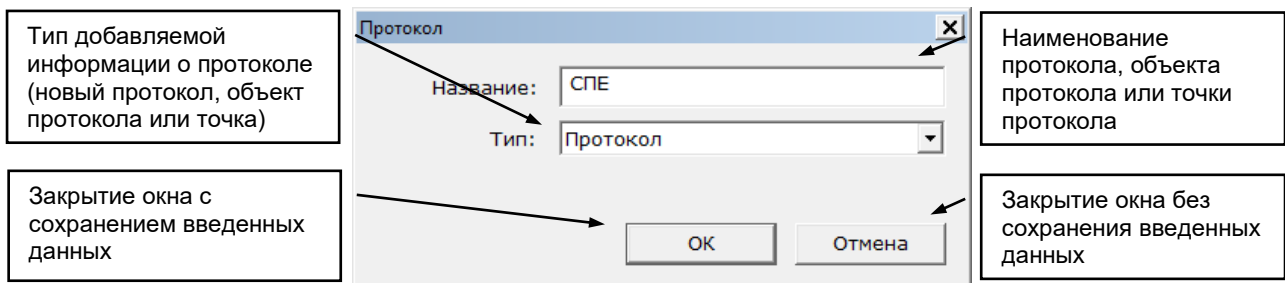 Тип добавляемой
информации о протоколе
(новый протокол, объект
протокола или точка)
Закрытие окна с
сохранением введенных
данных
Протокол
Название:
СПЕ
Тип:
Протокол
OK
Отмена
Наименование
протокола, объекта
протокола или точки
протокола
Закрытие окна без
сохранения введенных
данных